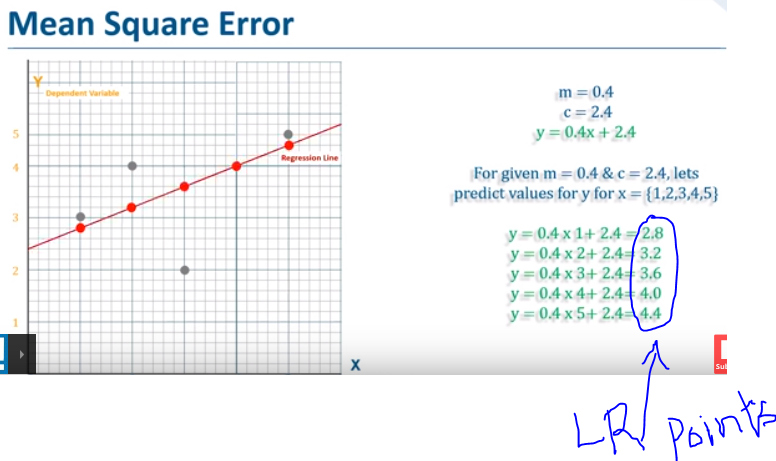 Mean Square Error
Y
Dependent Variable
5
4
3
2
1
Regression Line
X
m = 0.4
c = 2.4
y = 0.4x + 2.4
For given m = 0.4 & c = 2.4, lets
predict values for y for x = {1,2,3,4,5}
y = 0.4 x 1+ 2.4 = 2.8
y = 0.4 x 2+ 2.4= 3.2
y = 0.4 x 3+ 2.4= 3.6
y = 0.4 x 4+ 2.4= 4.0
y = 0.4 x 5+ 2.4= 4.4
LR points